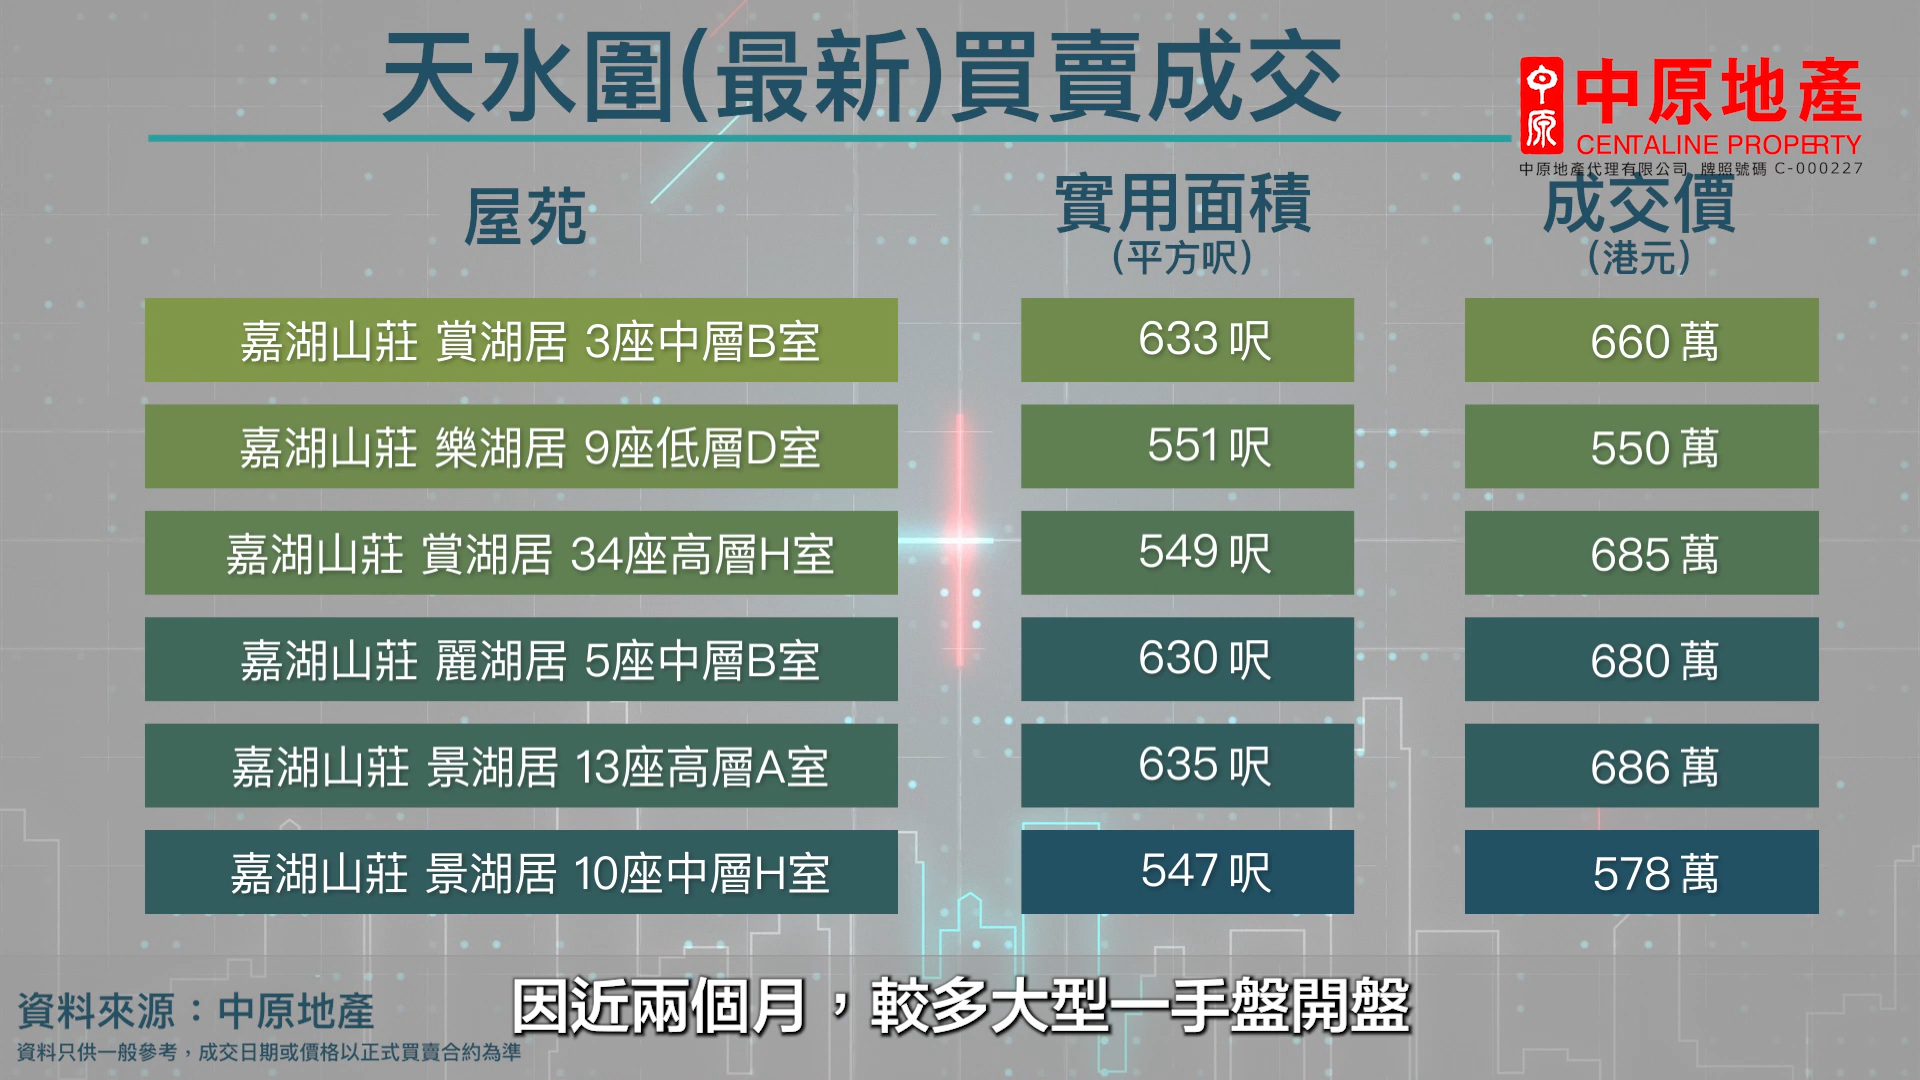 天水圍(最新)買賣成交
中原
中原地產
CENTALINE PROPERTY
中原地產代理有限公司 牌照號碼 C-000227
屋苑 實用面積 成交價
(平方呎) (港元)
嘉湖山莊 賞湖居 3座中層B室 633 呎 660 萬
嘉湖山莊 樂湖居 9座低層D室 551 呎 550 萬
嘉湖山莊 賞湖居 34座高層H室 549 呎 685 萬
嘉湖山莊 麗湖居 5座中層B室 630 呎 680 萬
嘉湖山莊 景湖居 13座高層A室 635 呎 686 萬
嘉湖山莊 景湖居 10座中層H室 547 呎 578 萬
因近兩個月，較多大型一手盤開盤
資料來源：中原地產
資料只供一般參考，成交日期或價格以正式買賣合約為準